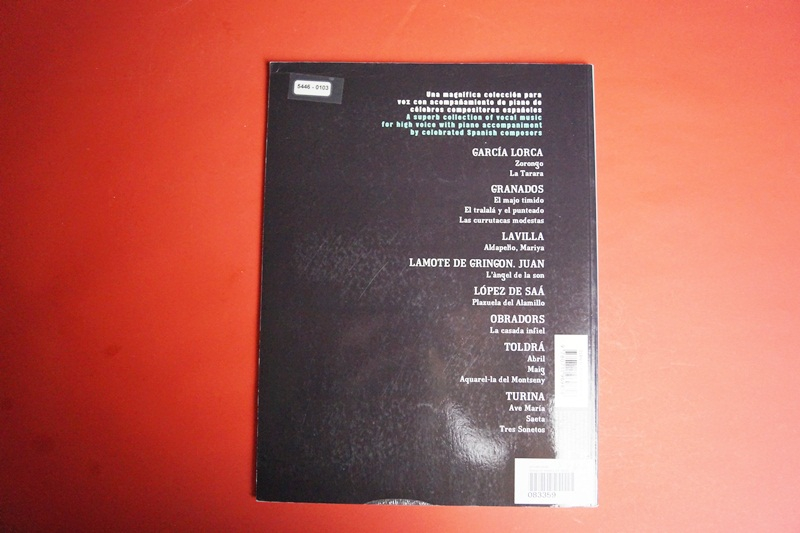 5446 - 0103
Una magnífica colección para
voz con acompañamiento de piano de
célebres compositores españoles
A superb collection of vocal music
for high voice with piano accompaniment
by celebrated Spanish composers
GARCÍA LORCA
Zorongo
La Tarara
GRANADOS
El majo tímido
El tralalá y el punteado
Las currutacas modestas
LAVILLA
Aldapeño, Mariya
LAMOTE DE GRINGON. JUAN
L'àngel de la son
LÓPEZ DE SAÁ
Plazuela del Alamillo
OBRADORS
La casada infiel
TOLDRÁ
Abril
Maig
Aquarel-la del Montseny
TURINA
Ave María
Saeta
Tres Sonetos
083359